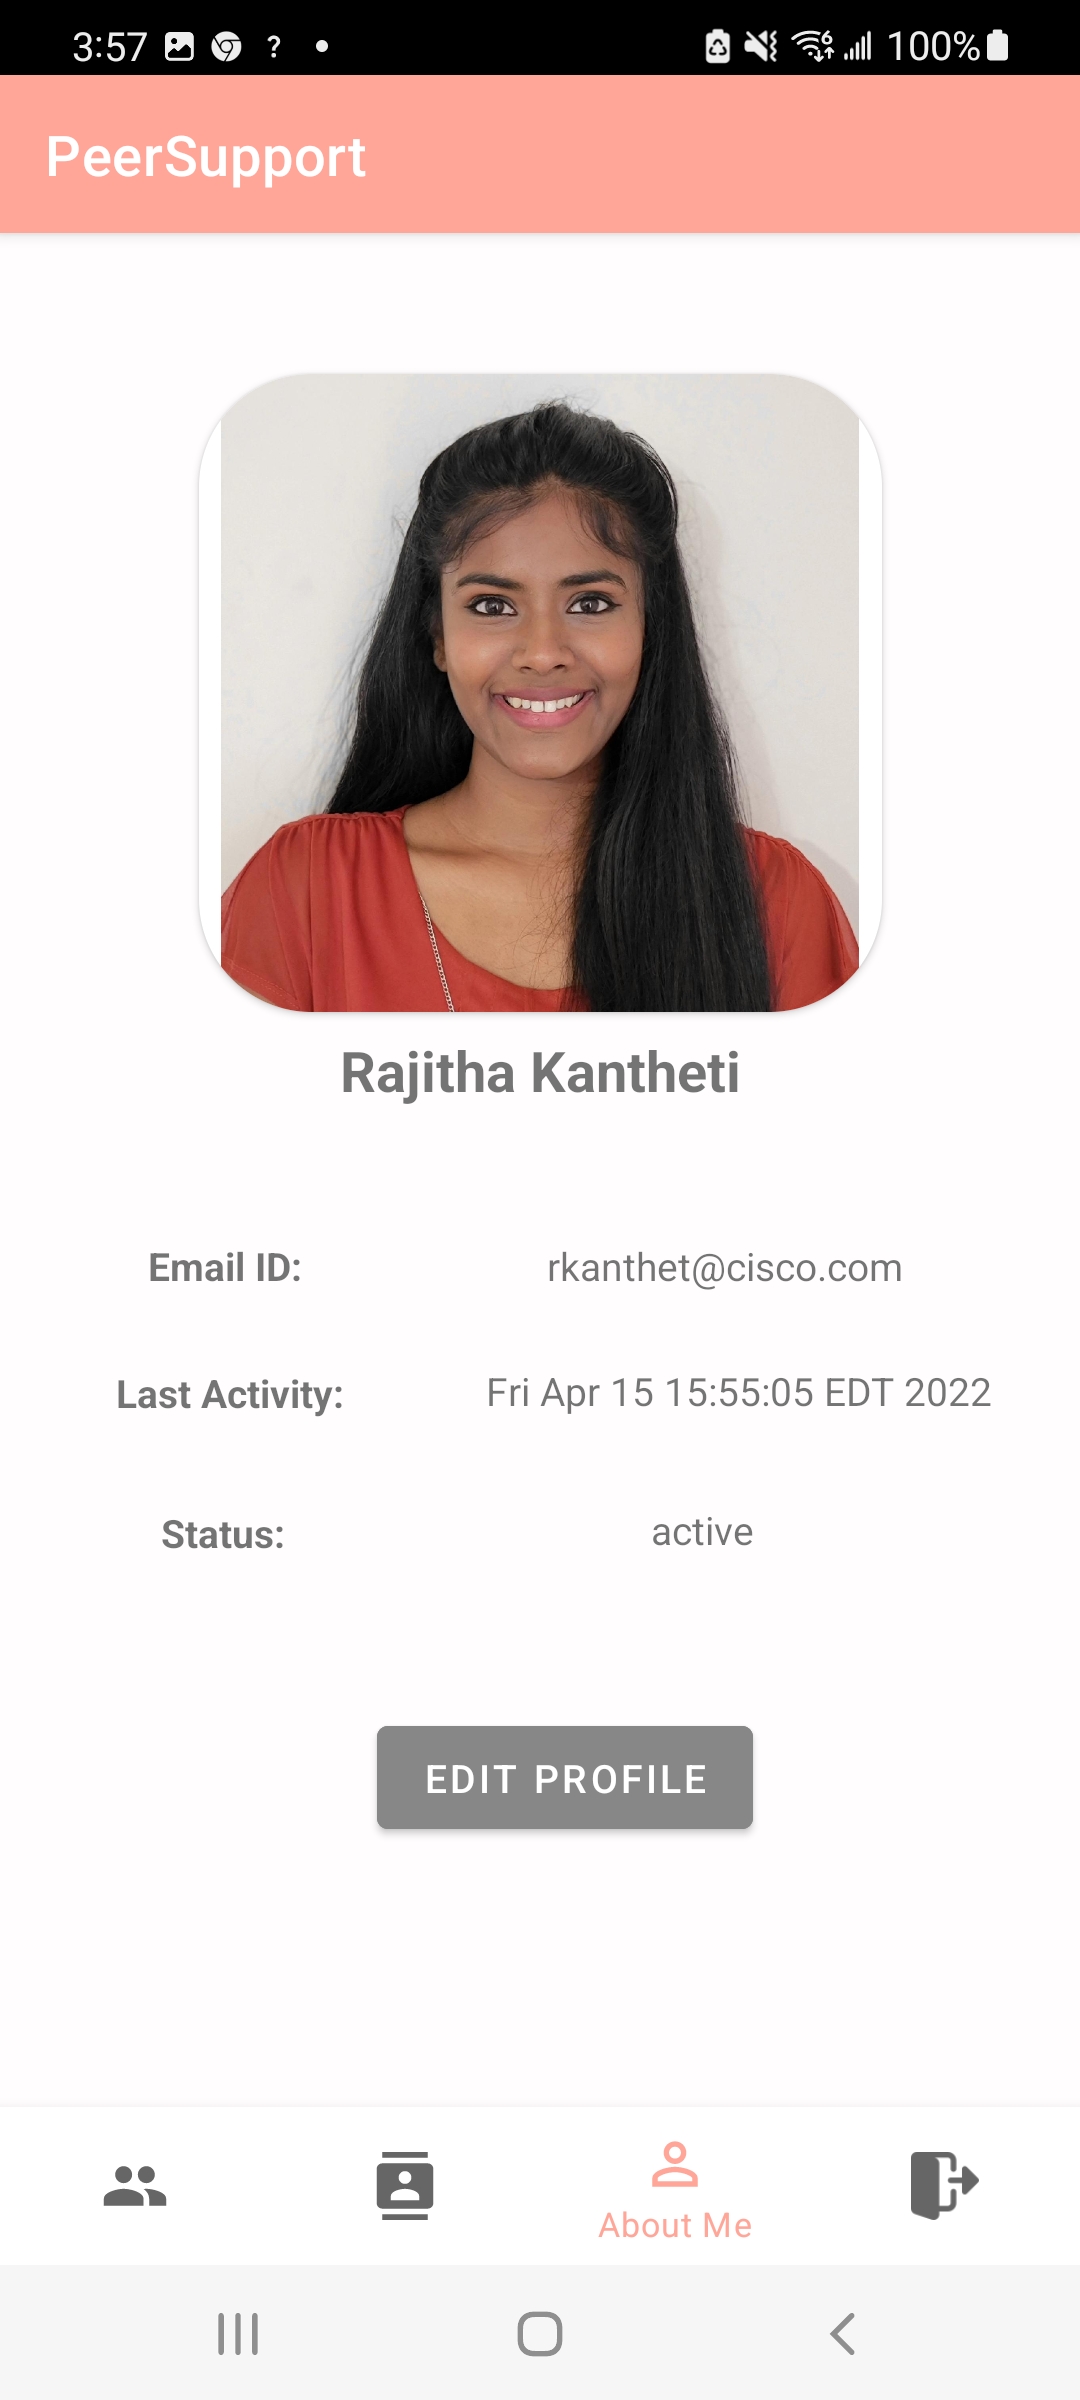 3:57 ? 100%
PeerSupport
Rajitha Kantheti
Email ID: rkanthet@cisco.com
Last Activity: Fri Apr 15 15:55:05 EDT 2022
Status: active
EDIT PROFILE
About Me